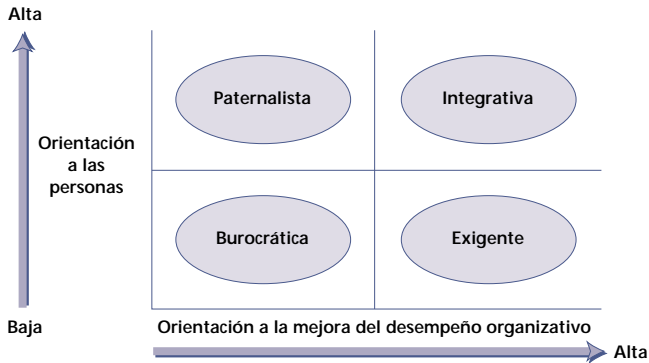 Alta
Paternalista
Integrativa
Orientación
a las
personas
Burocrática
Exigente
Baja
Orientación a la mejora del desempeño organizativo
Alta